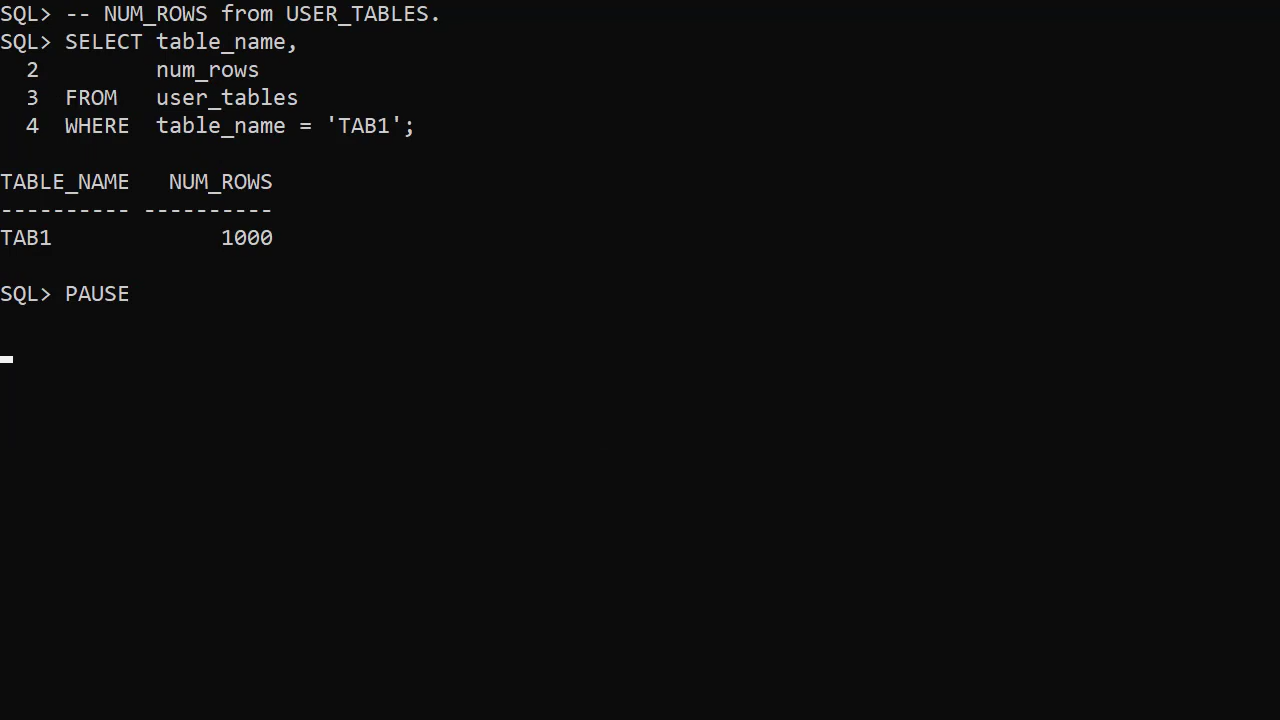 SQL> -- NUM_ROWS from USER_TABLES.
SQL> SELECT table_name,
  2         num_rows
  3  FROM   user_tables
  4  WHERE  table_name = 'TAB1';

TABLE_NAME   NUM_ROWS
---------- ----------
TAB1             1000

SQL> PAUSE